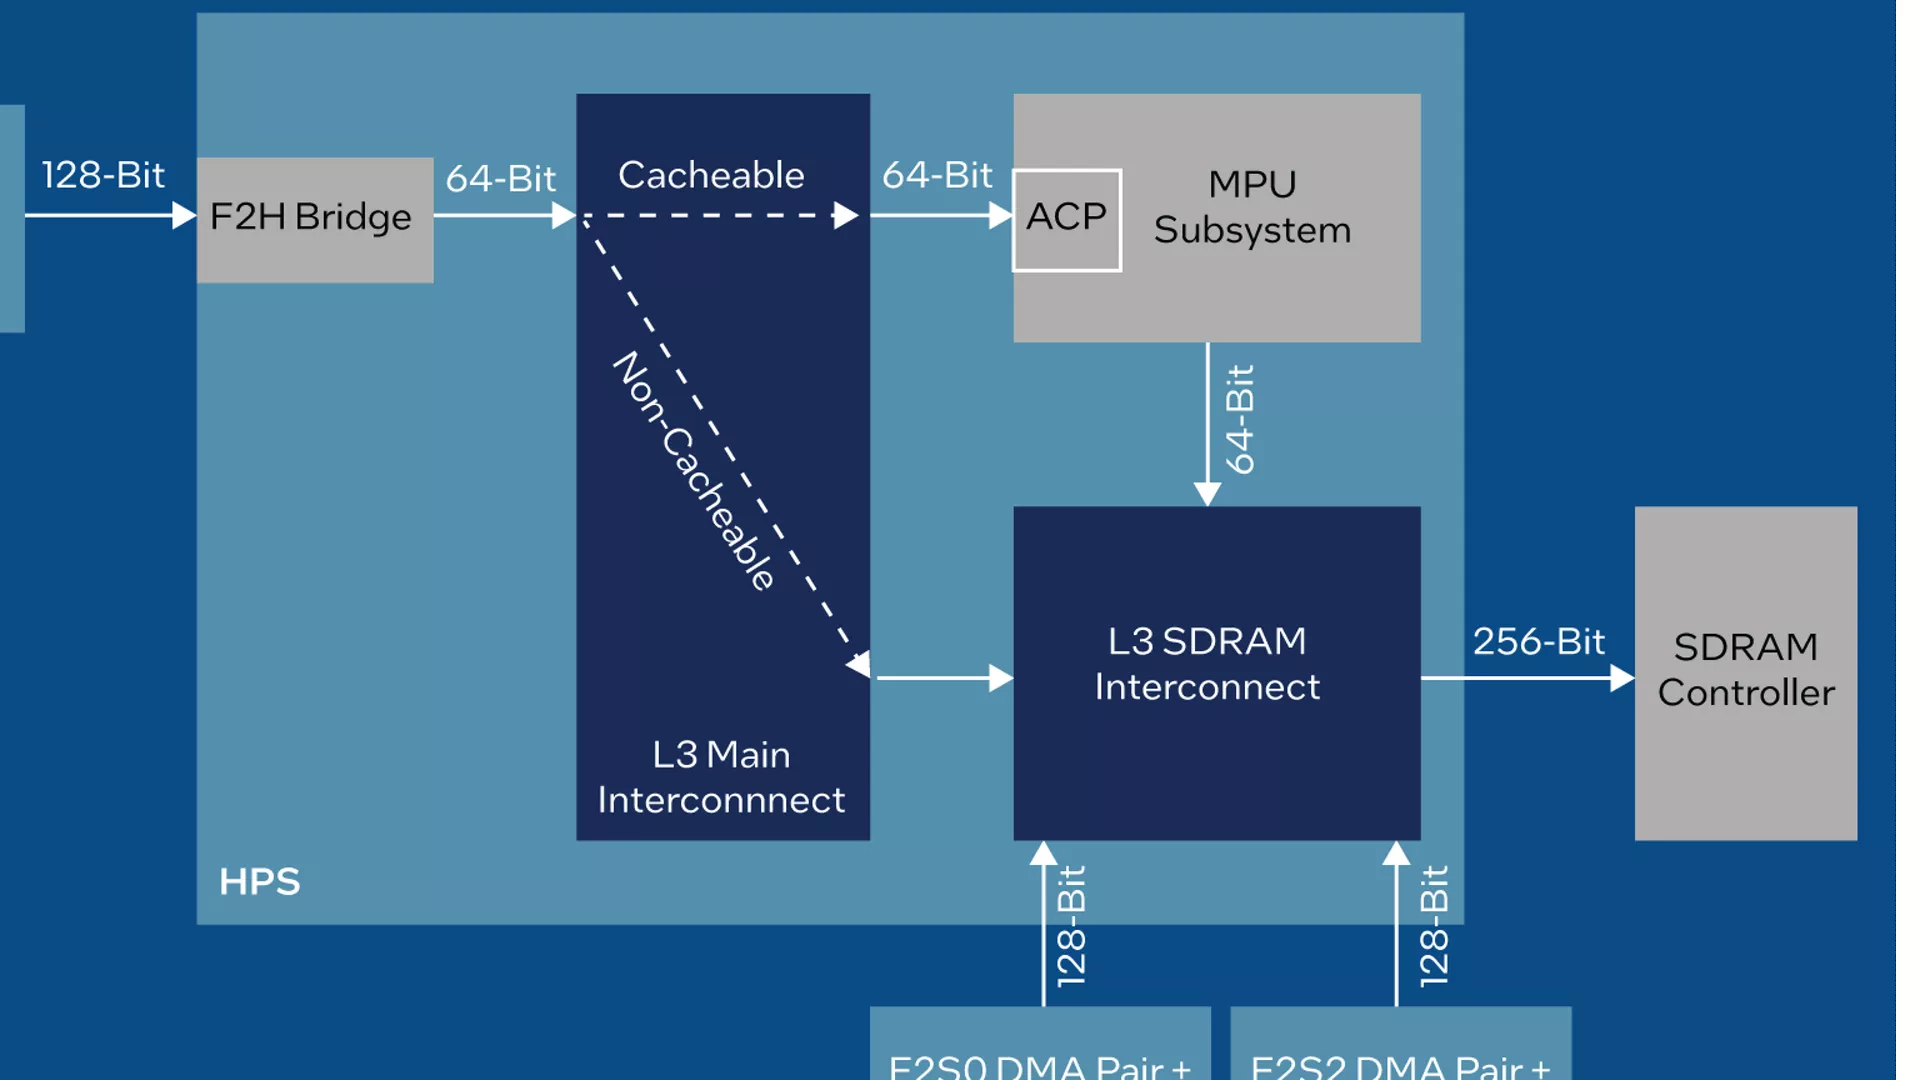 128-Bit
F2H Bridge
64-Bit
Cacheable
64-Bit
ACP
MPU
Subsystem
Non-Cacheable
64-Bit
L3 Main
Interconnnect
L3 SDRAM
Interconnect
256-Bit
SDRAM
Controller
HPS
128-Bit
128-Bit
F2S0 DMA Pair +
F2S2 DMA Pair +